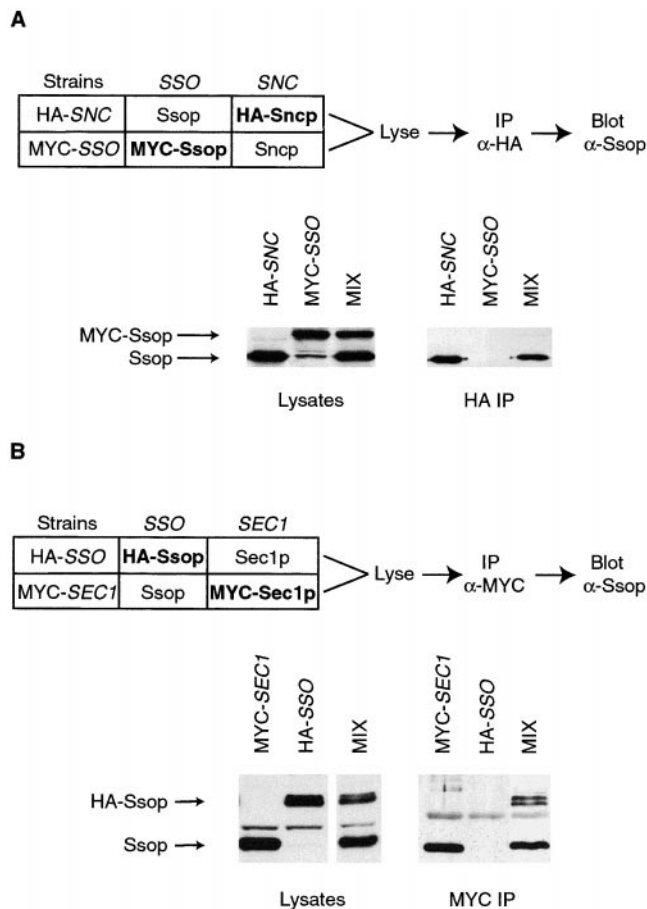 A
Strains SSO SNC
HA-SNC Ssop HA-Sncp
MYC-SSO MYC-Ssop Sncp
Lyse
IP
α-HA
Blot
α-Ssop
HA-SNC
MYC-SSO
MIX
HA-SNC
MYC-SSO
MIX
MYC-Ssop
Ssop
Lysates
HA IP
B
Strains SSO SEC1
HA-SSO HA-Ssop Sec1p
MYC-SEC1 Ssop MYC-Sec1p
Lyse
IP
α-MYC
Blot
α-Ssop
MYC-SEC1
HA-SSO
MIX
MYC-SEC1
HA-SSO
MIX
HA-Ssop
Ssop
Lysates
MYC IP